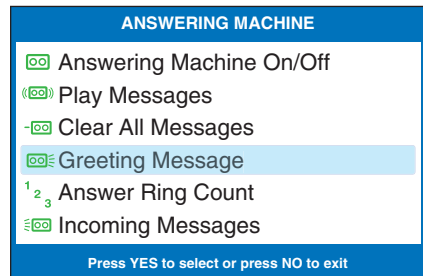 ANSWERING MACHINE
Answering Machine On/Off
Play Messages
Clear All Messages
Greeting Message
1 2 3 Answer Ring Count
Incoming Messages
Press YES to select or press NO to exit